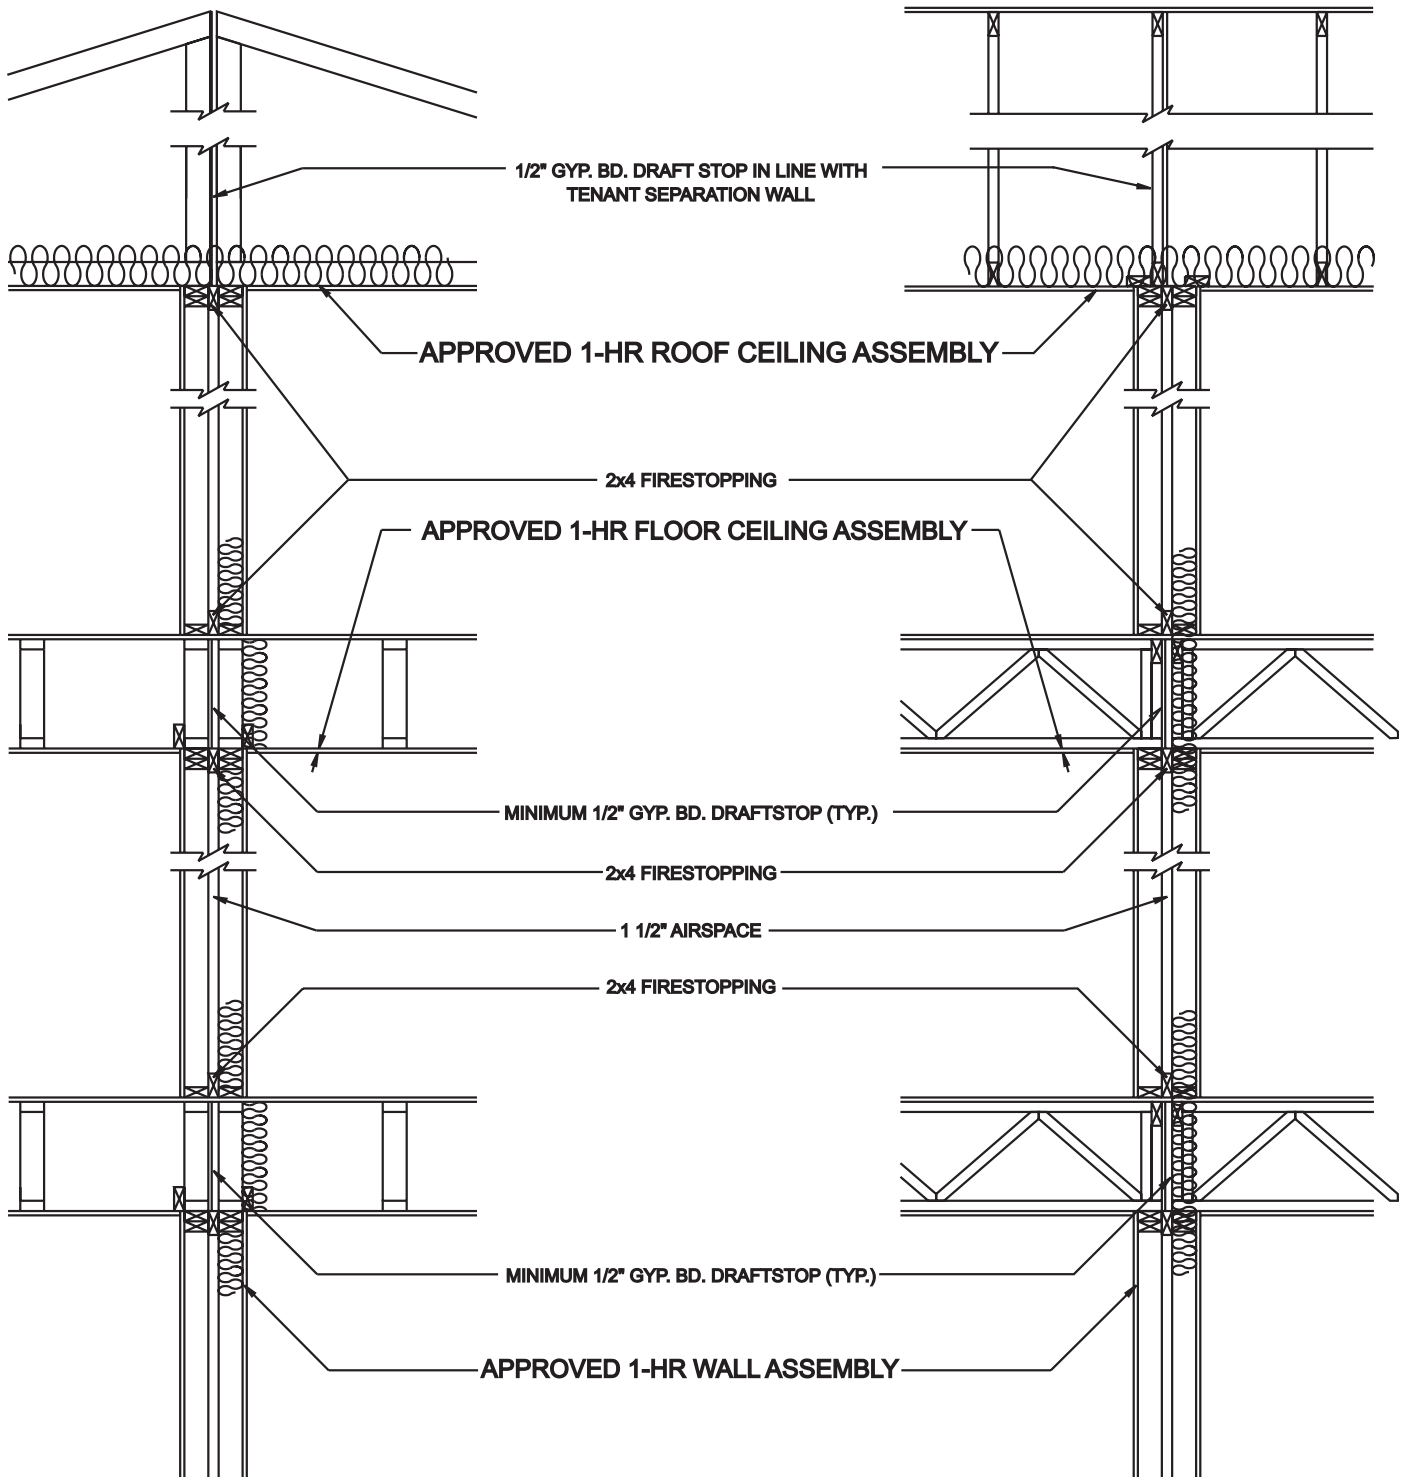 1/2" GYP. BD. DRAFT STOP IN LINE WITH
TENANT SEPARATION WALL
APPROVED 1-HR ROOF CEILING ASSEMBLY
2x4 FIRESTOPPING
APPROVED 1-HR FLOOR CEILING ASSEMBLY
MINIMUM 1/2" GYP. BD. DRAFTSTOP (TYP.)
2x4 FIRESTOPPING
1 1/2" AIRSPACE
2x4 FIRESTOPPING
MINIMUM 1/2" GYP. BD. DRAFTSTOP (TYP.)
APPROVED 1-HR WALL ASSEMBLY